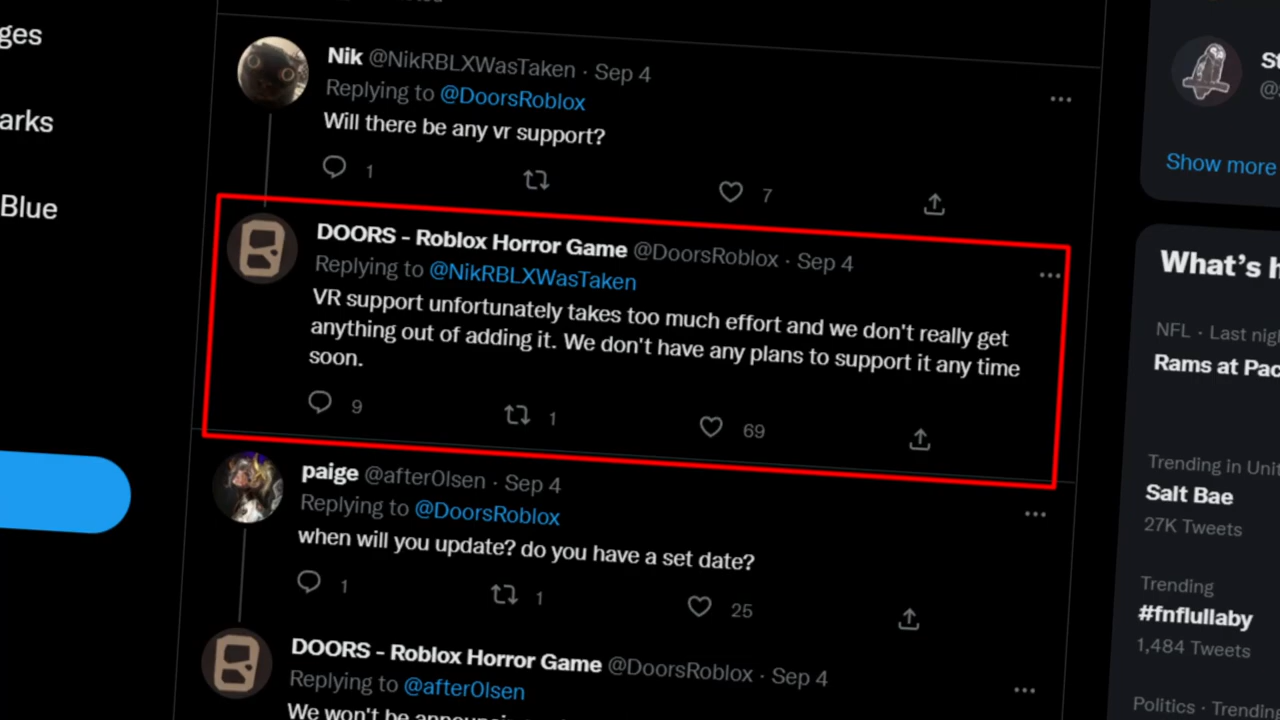 ges
arks
Blue
Nik @NikRBLXWasTaken · Sep 4
Replying to @DoorsRoblox
Will there be any vr support?
1
7
DOORS - Roblox Horror Game @DoorsRoblox · Sep 4
Replying to @NikRBLXWasTaken
VR support unfortunately takes too much effort and we don't really get
anything out of adding it. We don't have any plans to support it any time
soon.
9
1
69
paige @afterOlsen · Sep 4
Replying to @DoorsRoblox
when will you update? do you have a set date?
1
1
25
DOORS - Roblox Horror Game @DoorsRoblox · Sep 4
Replying to @afterOlsen
We won't be
St
Show more
What's h
NFL · Last nig
Rams at Pac
Trending in Unit
Salt Bae
27K Tweets
Trending
#fnflullaby
1,484 Tweets
Politics · Trending